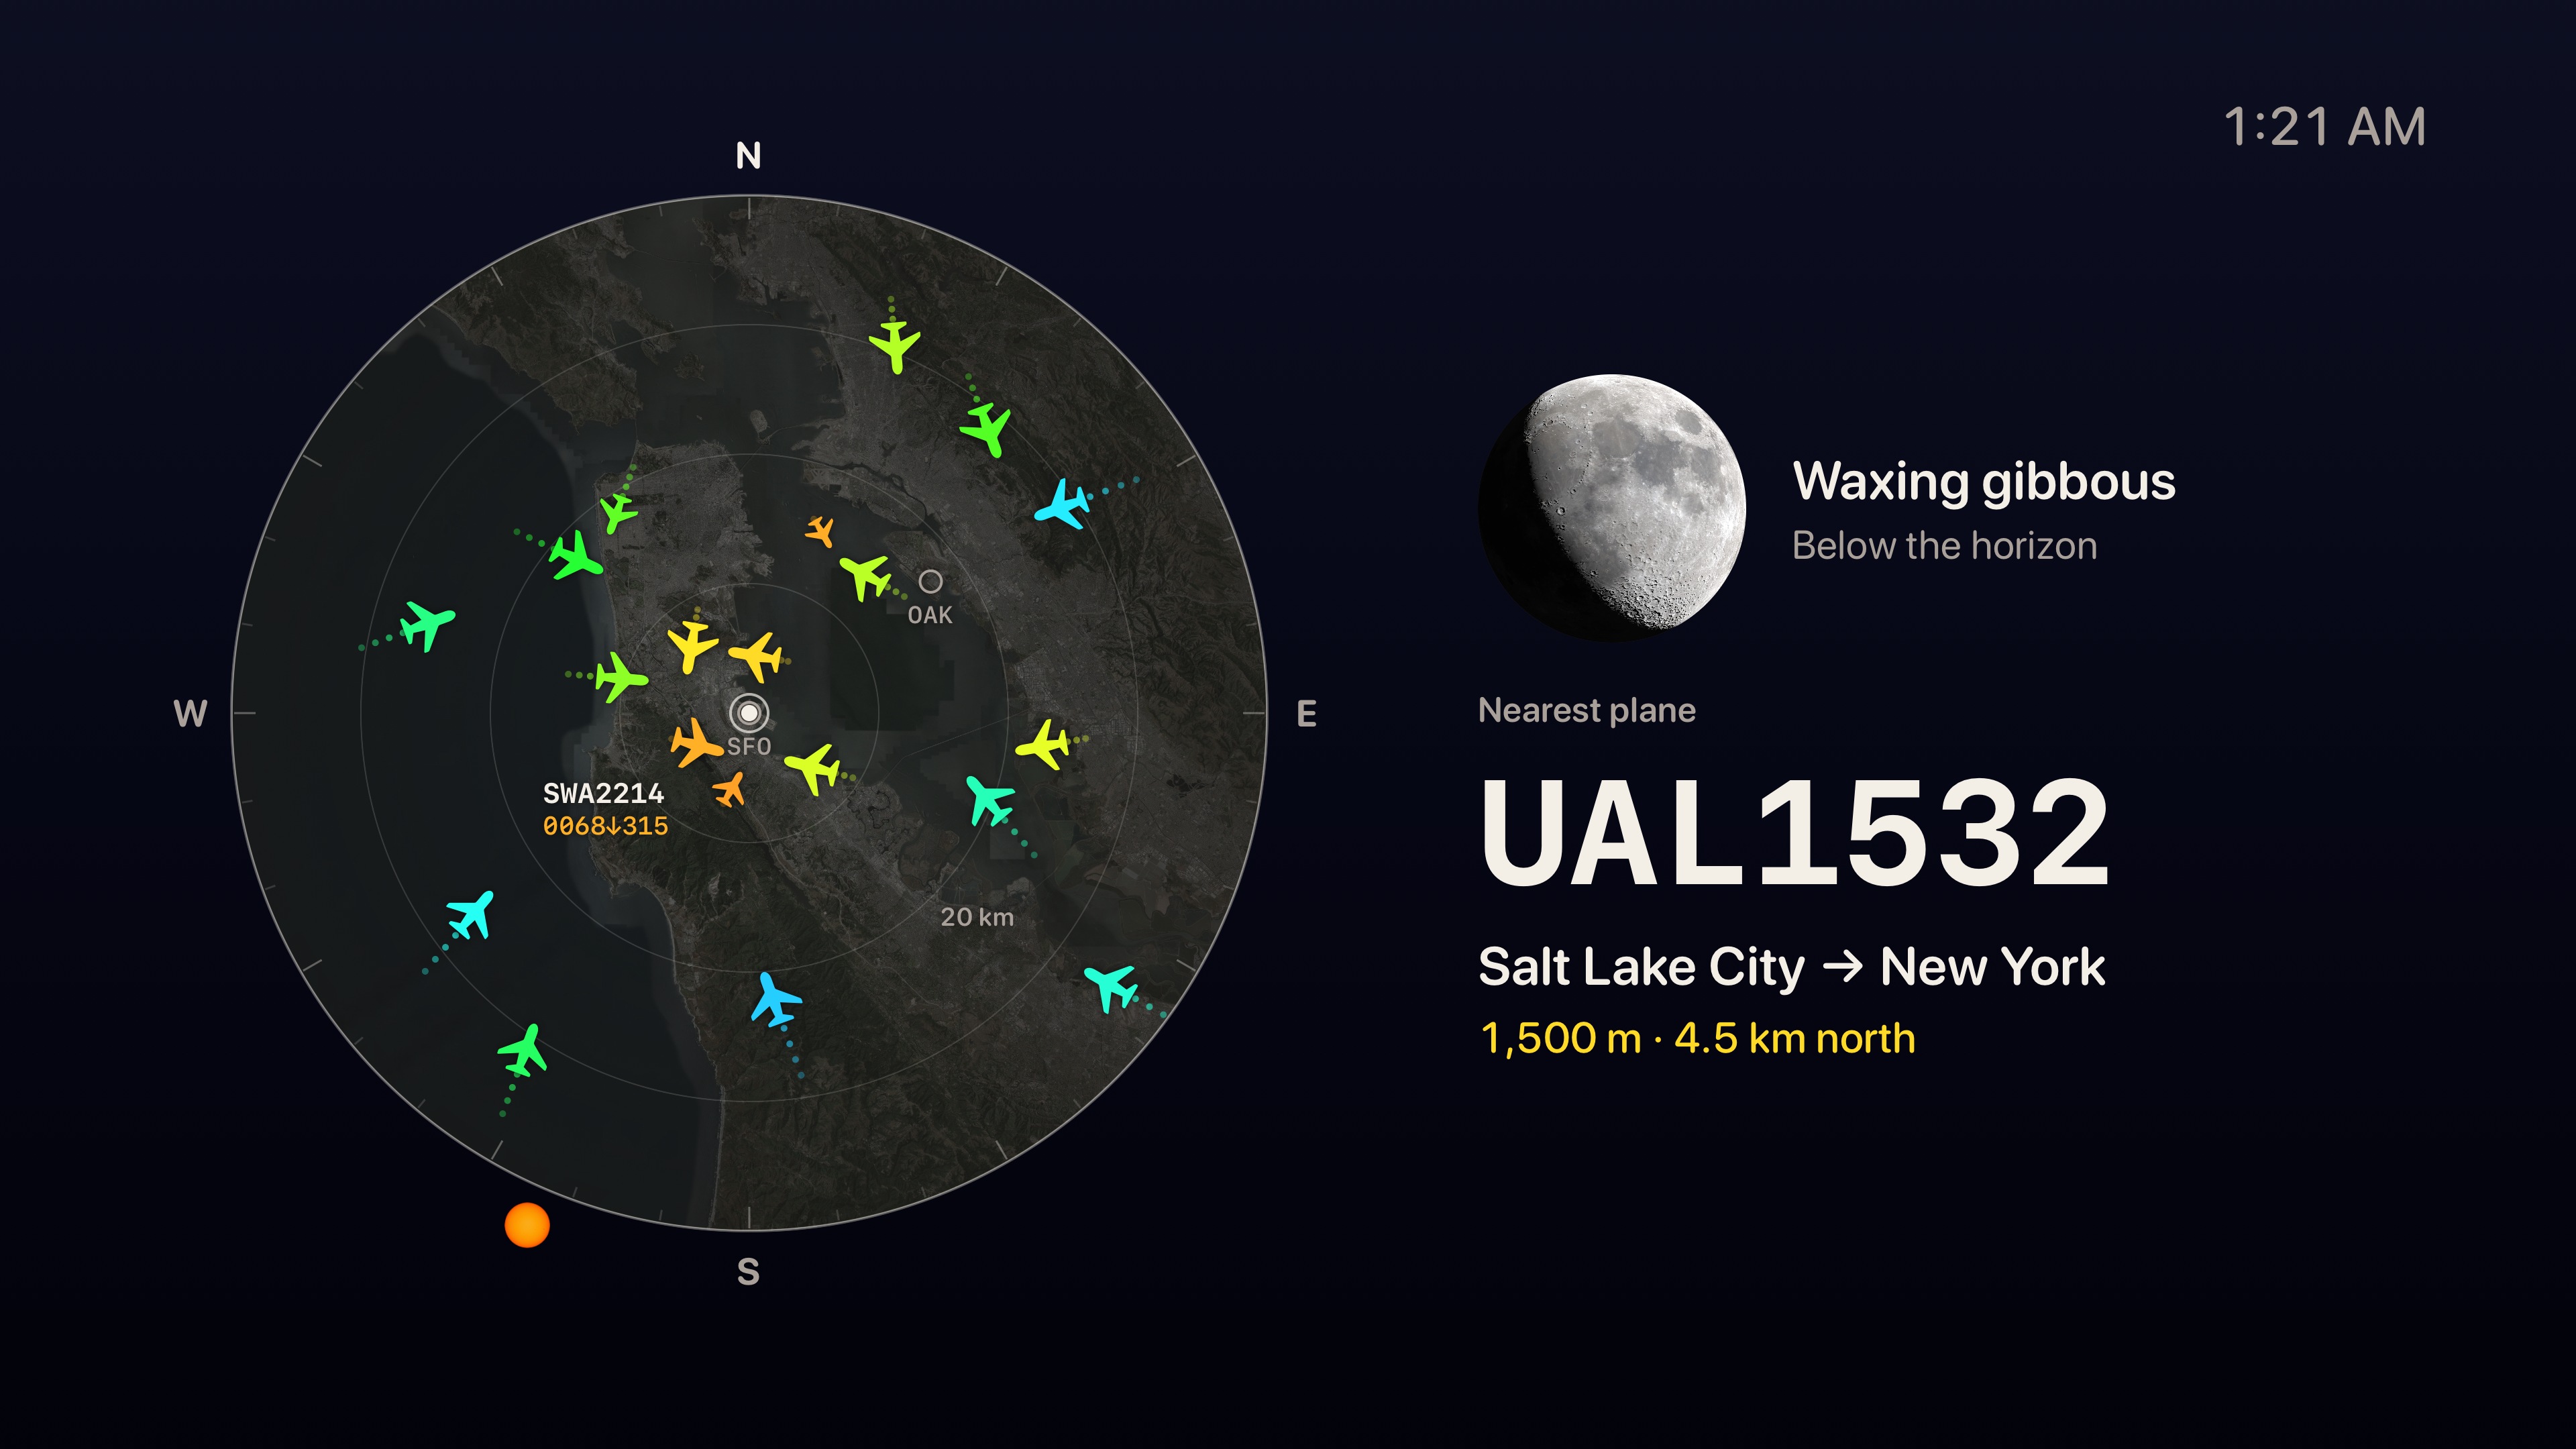 1:21 AM
N
W
E
S
OAK
SFO
SWA2214
0068↓315
20 km
Waxing gibbous
Below the horizon
Nearest plane
UAL1532
Salt Lake City → New York
1,500 m · 4.5 km north